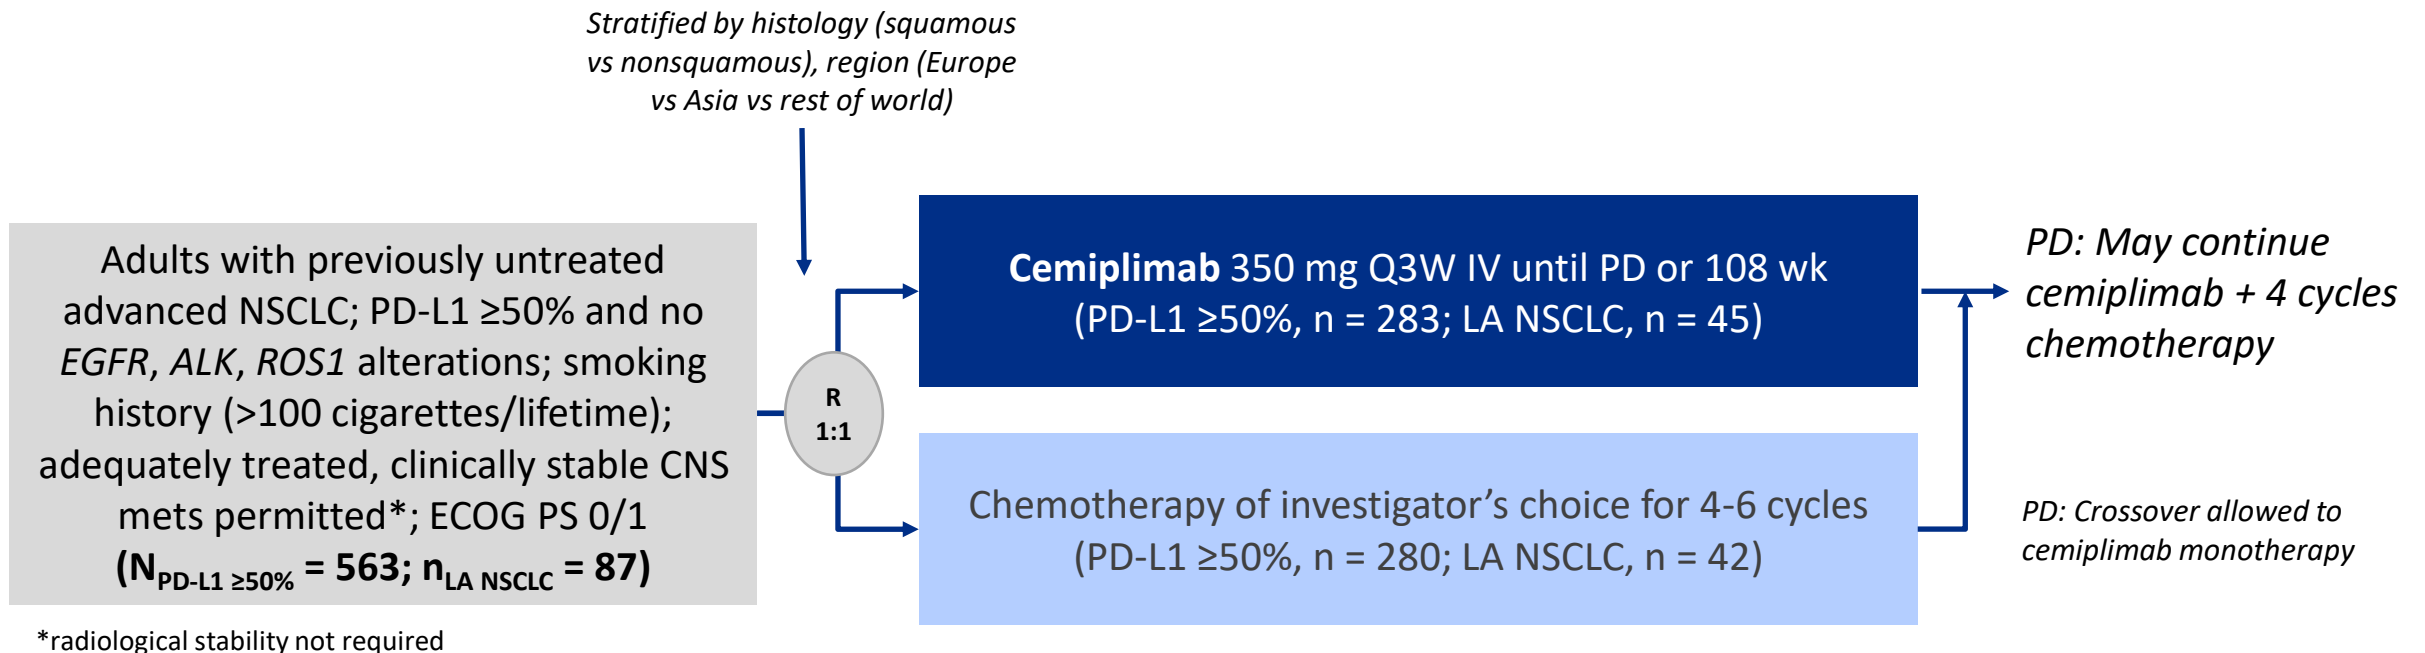 Stratified by histology (squamous
vs nonsquamous), region (Europe
vs Asia vs rest of world)
Adults with previously untreated
advanced NSCLC; PD-L1 ≥50% and no
EGFR, ALK, ROS1 alterations; smoking
history (>100 cigarettes/lifetime);
adequately treated, clinically stable CNS
mets permitted*; ECOG PS 0/1
(N PD-L1 ≥50% = 563; n LA NSCLC = 87)
*radiological stability not required
R
1:1
Cemiplimab 350 mg Q3W IV until PD or 108 wk
(PD-L1 ≥50%, n = 283; LA NSCLC, n = 45)
Chemotherapy of investigator’s choice for 4-6 cycles
(PD-L1 ≥50%, n = 280; LA NSCLC, n = 42)
PD: May continue
cemiplimab + 4 cycles
chemotherapy
PD: Crossover allowed to
cemiplimab monotherapy